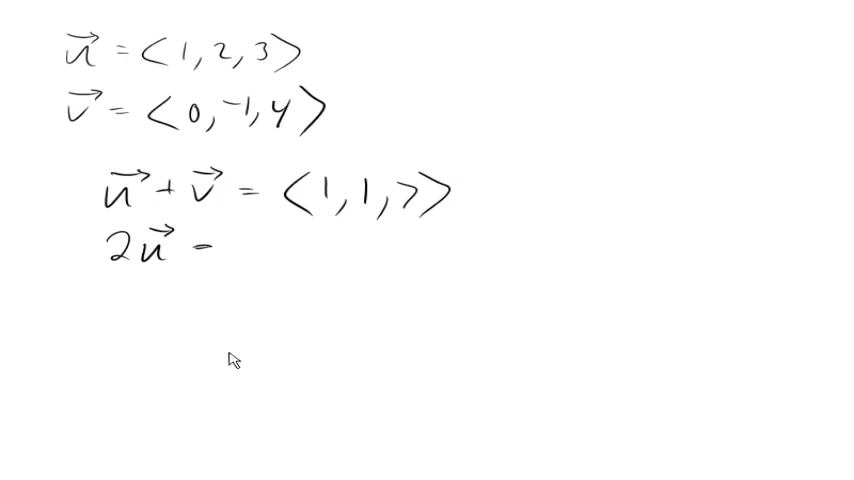 u⃗ = <1, 2, 3>
v⃗ = <0, -1, 4>
u⃗ + v⃗ = <1, 1, 7>
2u⃗ =